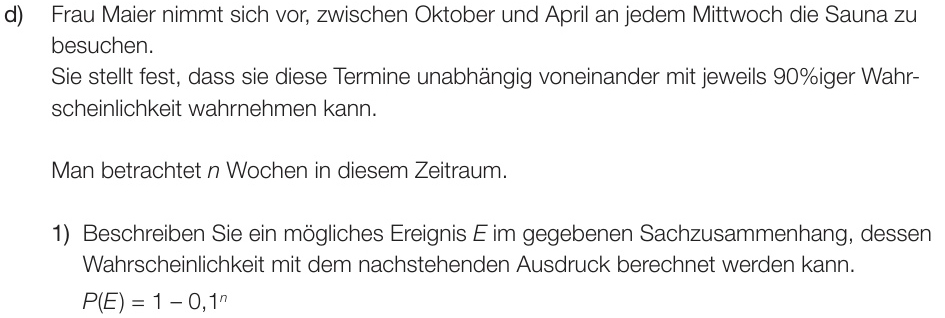 d) Frau Maier nimmt sich vor, zwischen Oktober und April an jedem Mittwoch die Sauna zu
besuchen.
Sie stellt fest, dass sie diese Termine unabhängig voneinander mit jeweils 90%iger Wahr-
scheinlichkeit wahrnehmen kann.
Man betrachtet n Wochen in diesem Zeitraum.
1) Beschreiben Sie ein mögliches Ereignis E im gegebenen Sachzusammenhang, dessen
Wahrscheinlichkeit mit dem nachstehenden Ausdruck berechnet werden kann.
P(E) = 1 – 0,1ⁿ